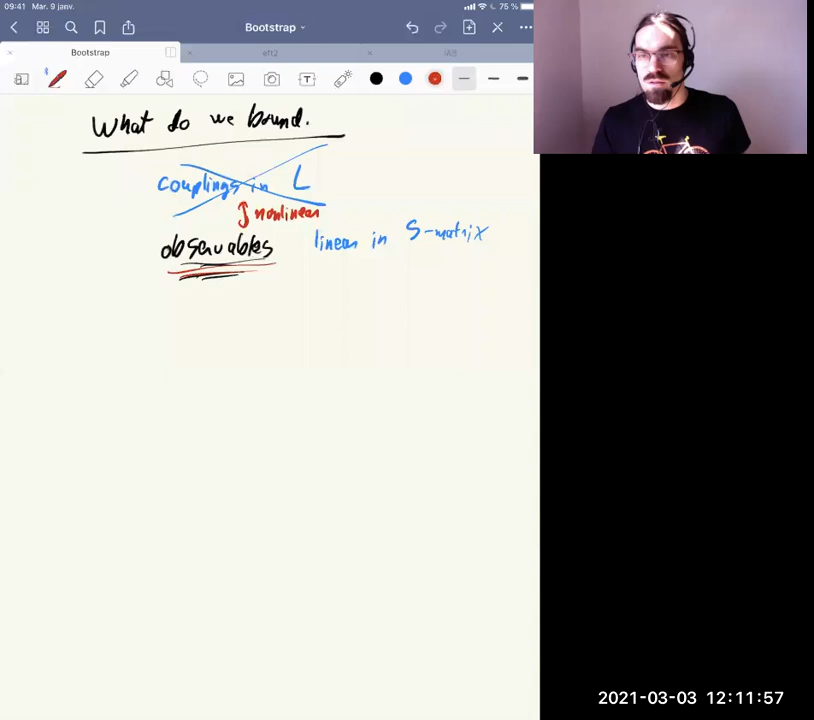 09:41 Mar. 9 janv.
75 %
Bootstrap
Bootstrap
eft2
What do we bound.
couplings in L
nonlinear
observables linear in S-matrix
2021-03-03 12:11:57